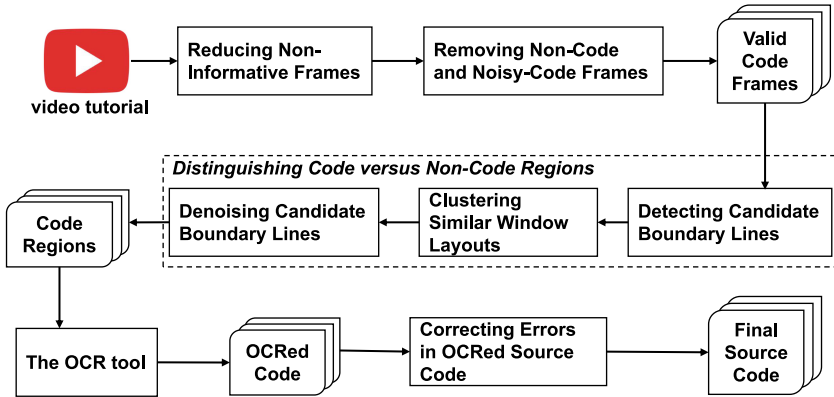 video tutorial
Reducing Non-
Informative Frames
Removing Non-Code
and Noisy-Code Frames
Valid
Code
Frames
Distinguishing Code versus Non-Code Regions
Detecting Candidate
Boundary Lines
Clustering
Similar Window
Layouts
Denoising Candidate
Boundary Lines
Code
Regions
The OCR tool
OCRed
Code
Correcting Errors
in OCRed Source
Code
Final
Source
Code